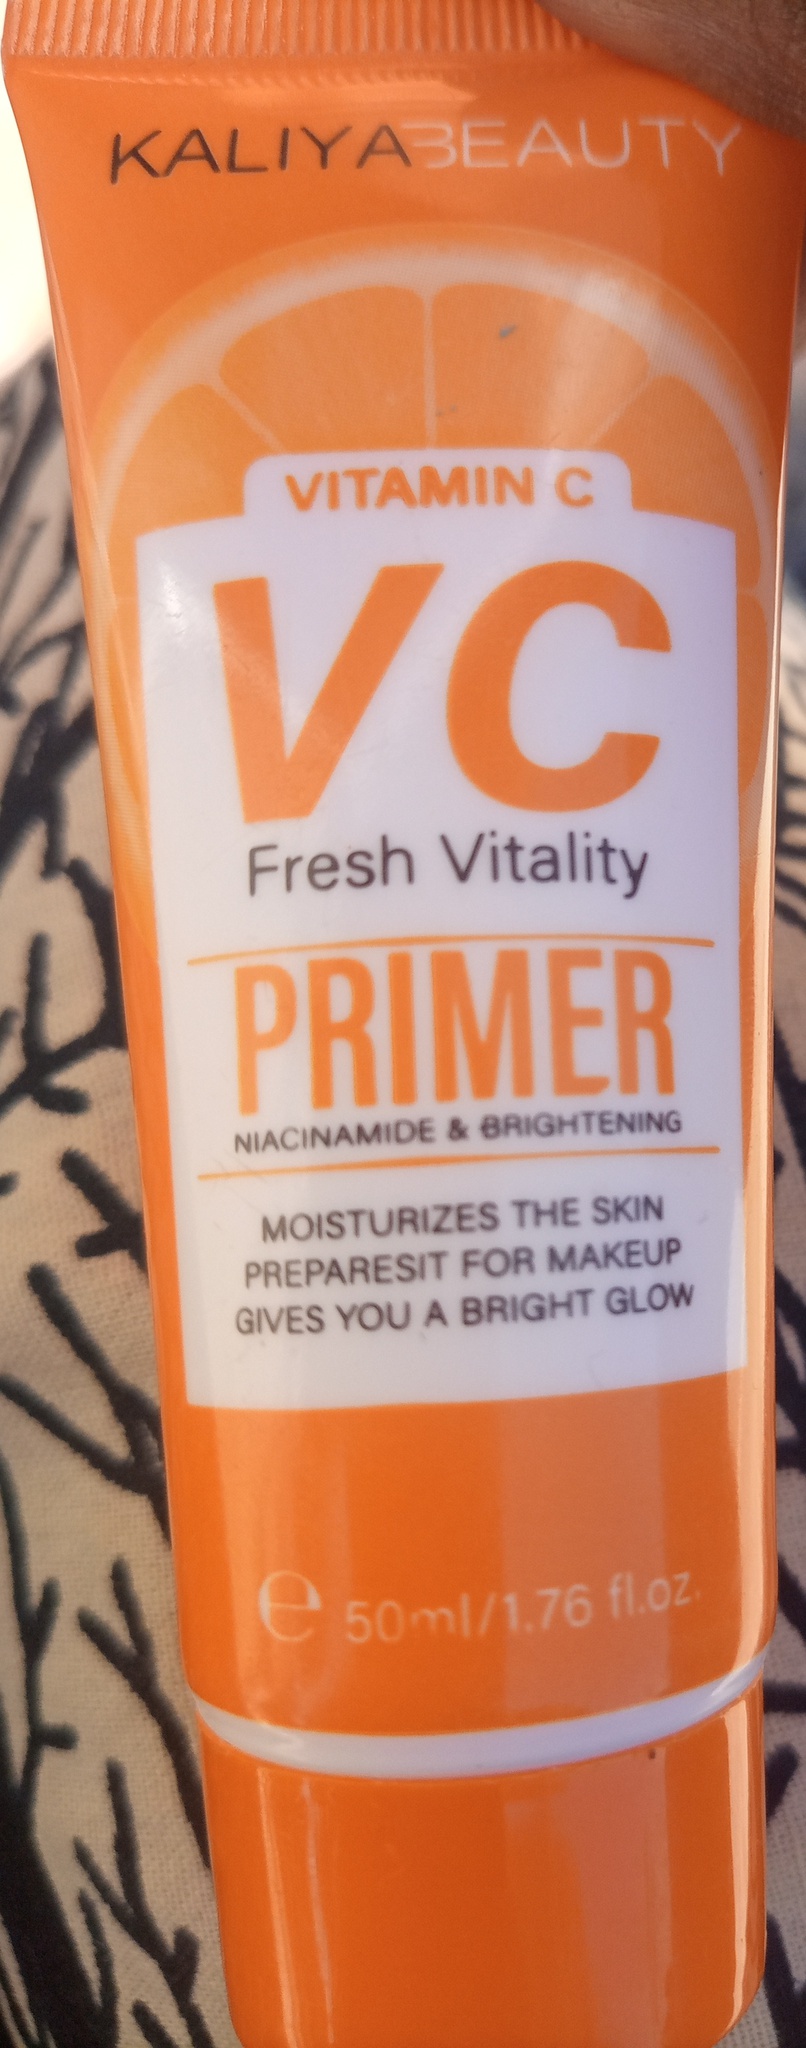 KALIYABEAUTY
VITAMIN C
VC
Fresh Vitality
PRIMER
NIACINAMIDE & BRIGHTENING
MOISTURIZES THE SKIN
PREPARESIT FOR MAKEUP
GIVES YOU A BRIGHT GLOW
e 50ml/1.76 fl.oz.